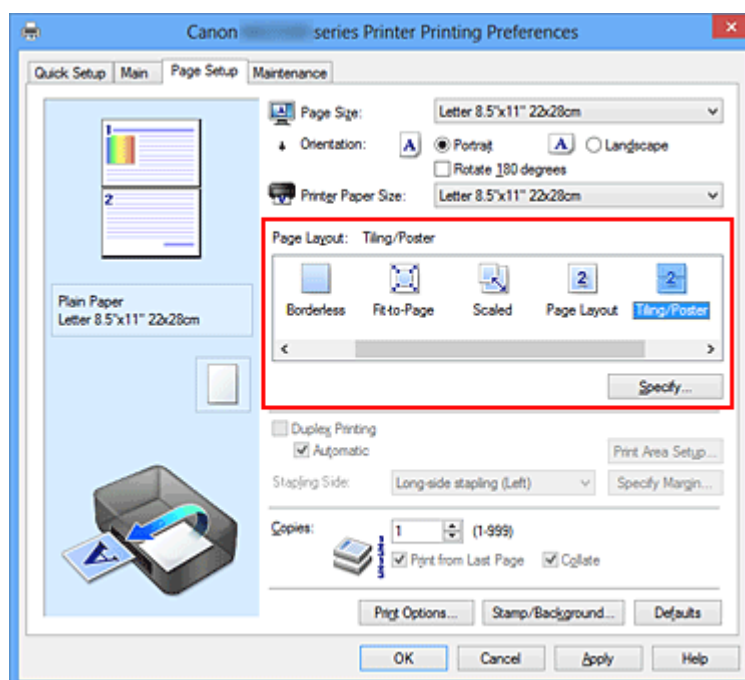 Canon series Printer Printing Preferences
Quick Setup Main Page Setup Maintenance
1
2
Plain Paper
Letter 8.5"x11" 22x28cm
Page Size: Letter 8.5"x11" 22x28cm
Orientation: A Portrait A Landscape
Rotate 180 degrees
Printer Paper Size: Letter 8.5"x11" 22x28cm
Page Layout: Tiling/Poster
2 2
Borderless Fit-to-Page Scaled Page Layout Tiling/Poster
Specify...
Duplex Printing
Automatic Print Area Setup...
Stapling Side: Long-side stapling (Left) Specify Margin...
Copies: 1 (1-999)
Print from Last Page Collate
A
Print Options... Stamp/Background... Defaults
OK Cancel Apply Help